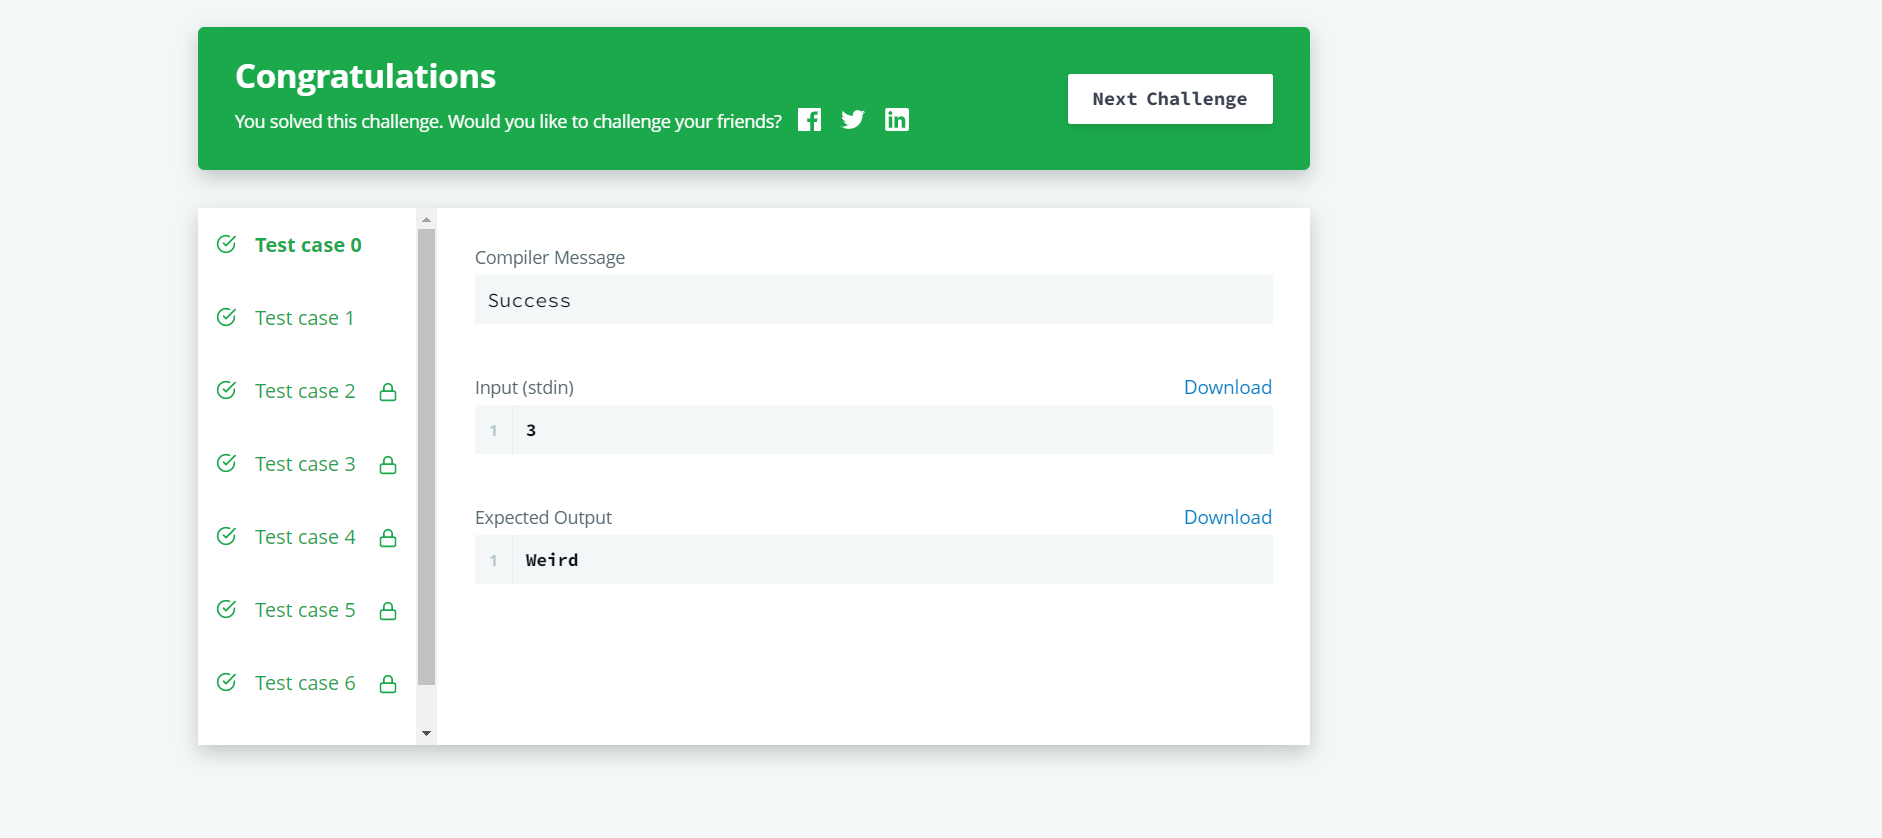 Congratulations
You solved this challenge. Would you like to challenge your friends?
Next Challenge
Test case 0
Test case 1
Test case 2
Test case 3
Test case 4
Test case 5
Test case 6
Compiler Message
Success
Input (stdin)
Download
1 3
Expected Output
Download
1 Weird